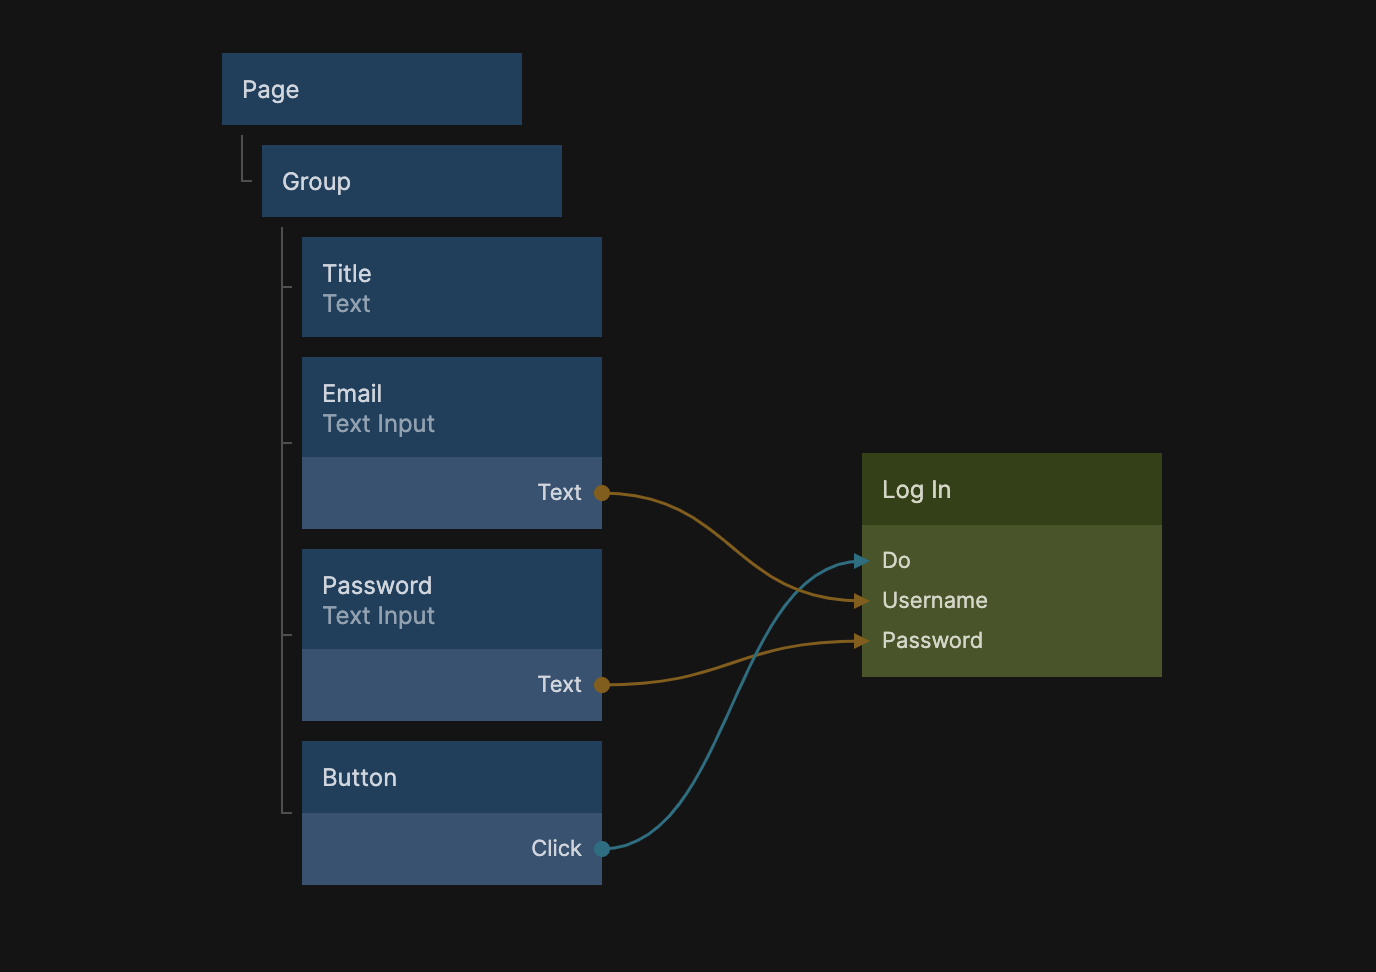 Page
Group
Title
Text
Email
Text Input
Text
Password
Text Input
Text
Button
Click
Log In
Do
Username
Password